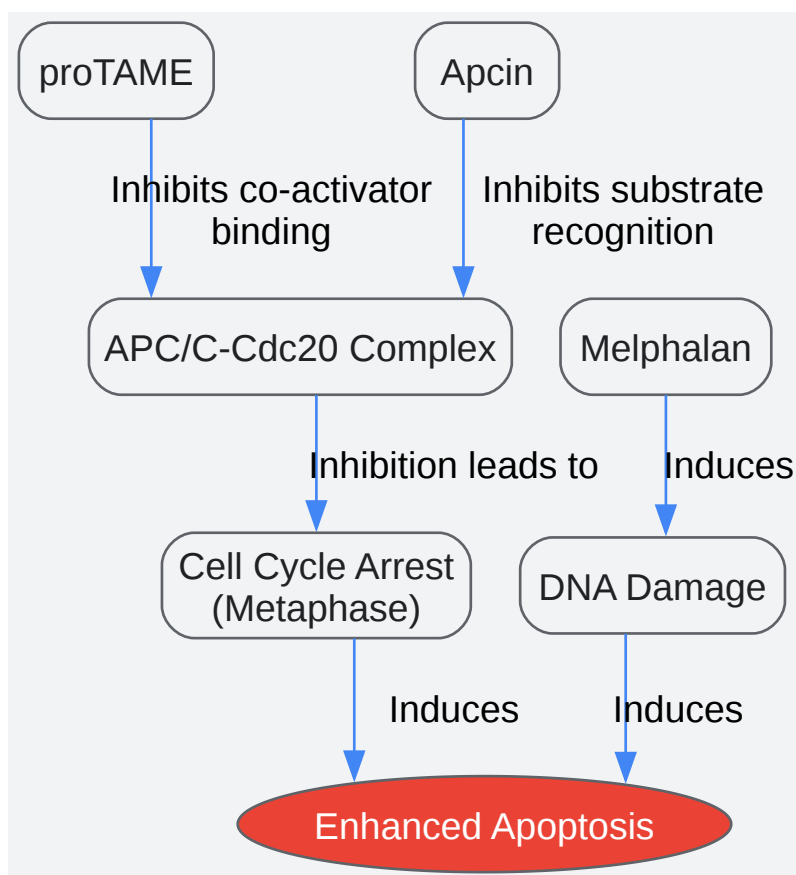 proTAME
Apcin
Inhibits co-activator
binding
Inhibits substrate
recognition
APC/C-Cdc20 Complex
Melphalan
Inhibition leads to
Induces
Cell Cycle Arrest
(Metaphase)
DNA Damage
Induces
Induces
Enhanced Apoptosis